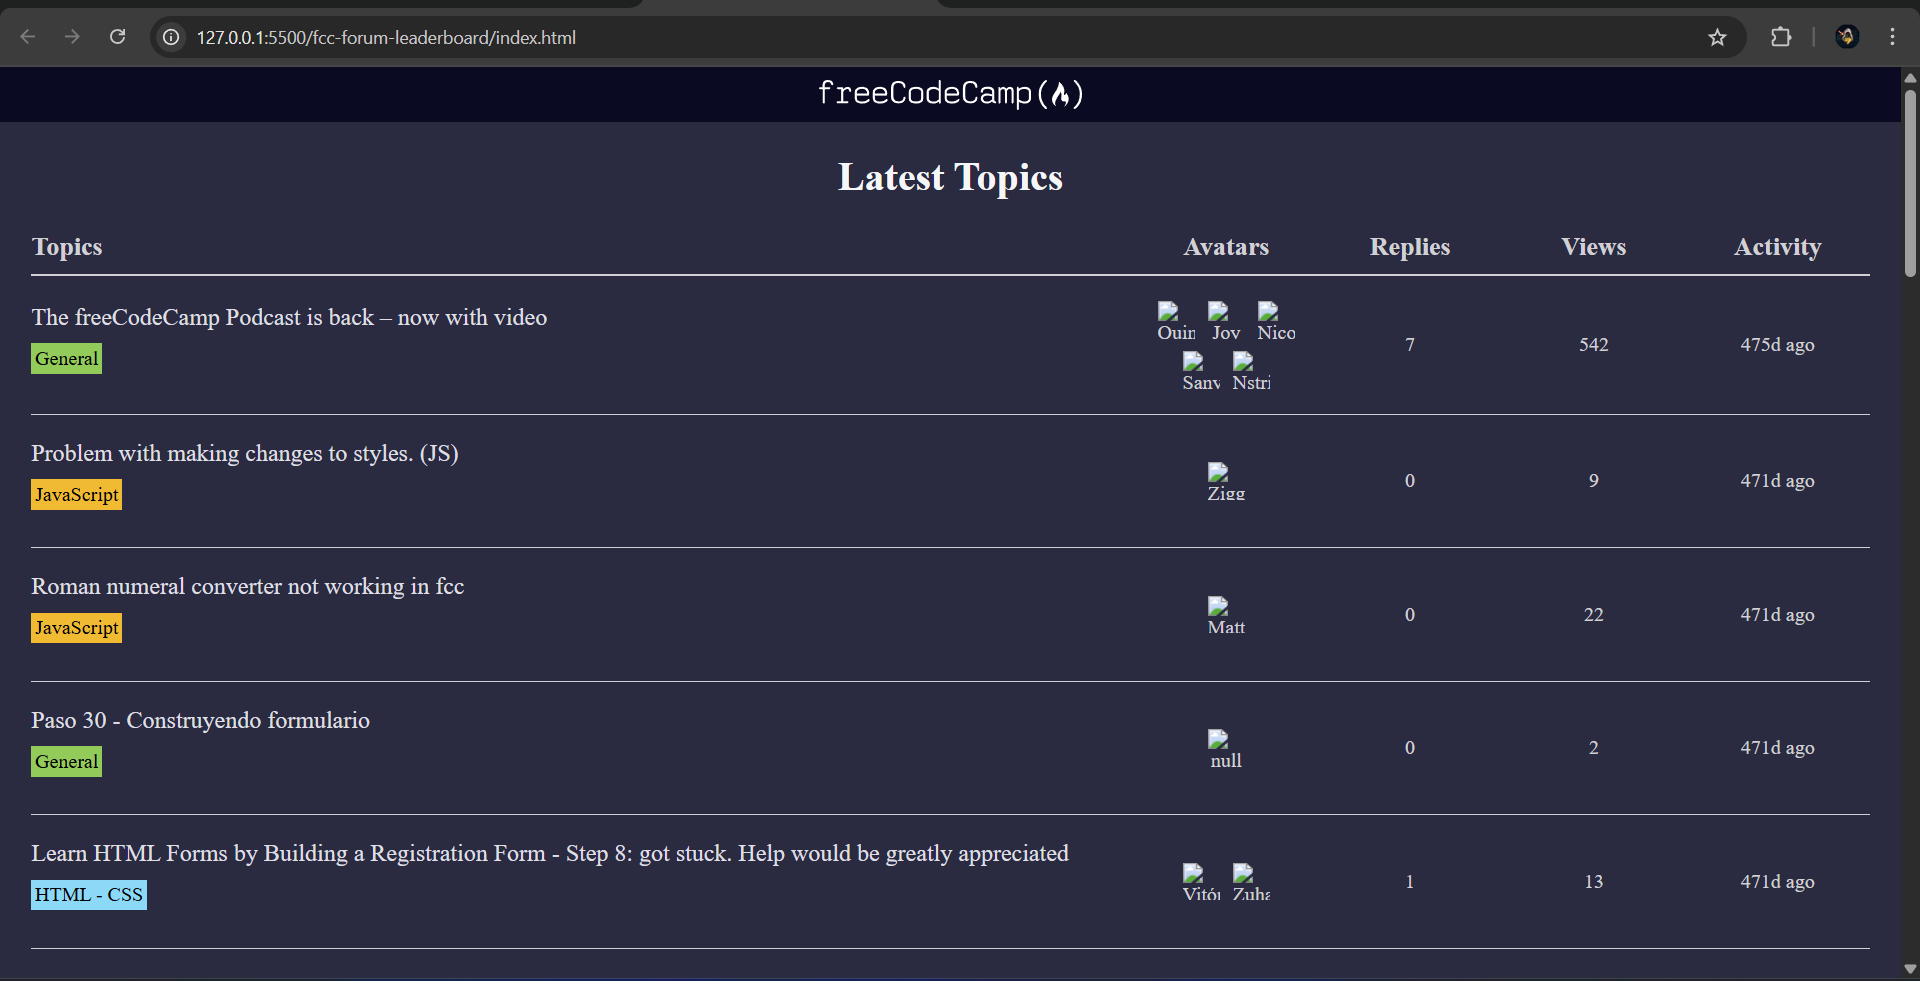 127.0.0.1:5500/fcc-forum-leaderboard/index.html
freeCodeCamp(🔥)
Latest Topics
Topics Avatars Replies Views Activity
The freeCodeCamp Podcast is back – now with video
General
Jov Nico
Sanv Nstri
7 542 475d ago
Problem with making changes to styles. (JS)
JavaScript
Zigg
0 9 471d ago
Roman numeral converter not working in fcc
JavaScript
Matt
0 22 471d ago
Paso 30 - Construyendo formulario
General
null
0 2 471d ago
Learn HTML Forms by Building a Registration Form - Step 8: got stuck. Help would be greatly appreciated
HTML - CSS
Zuha
1 13 471d ago